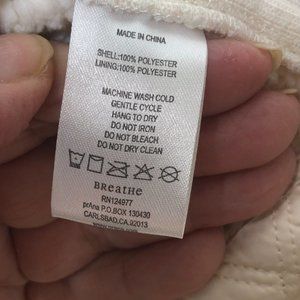 MADE IN CHINA
SHELL:100% POLYESTER
LINING:100% POLYESTER
MACHINE WASH COLD
GENTLE CYCLE
HANG TO DRY
DO NOT IRON
DO NOT BLEACH
DO NOT DRY CLEAN
BREATHE
RN124977
prAna P.O.BOX 130430
CARLSBAD,CA.92013